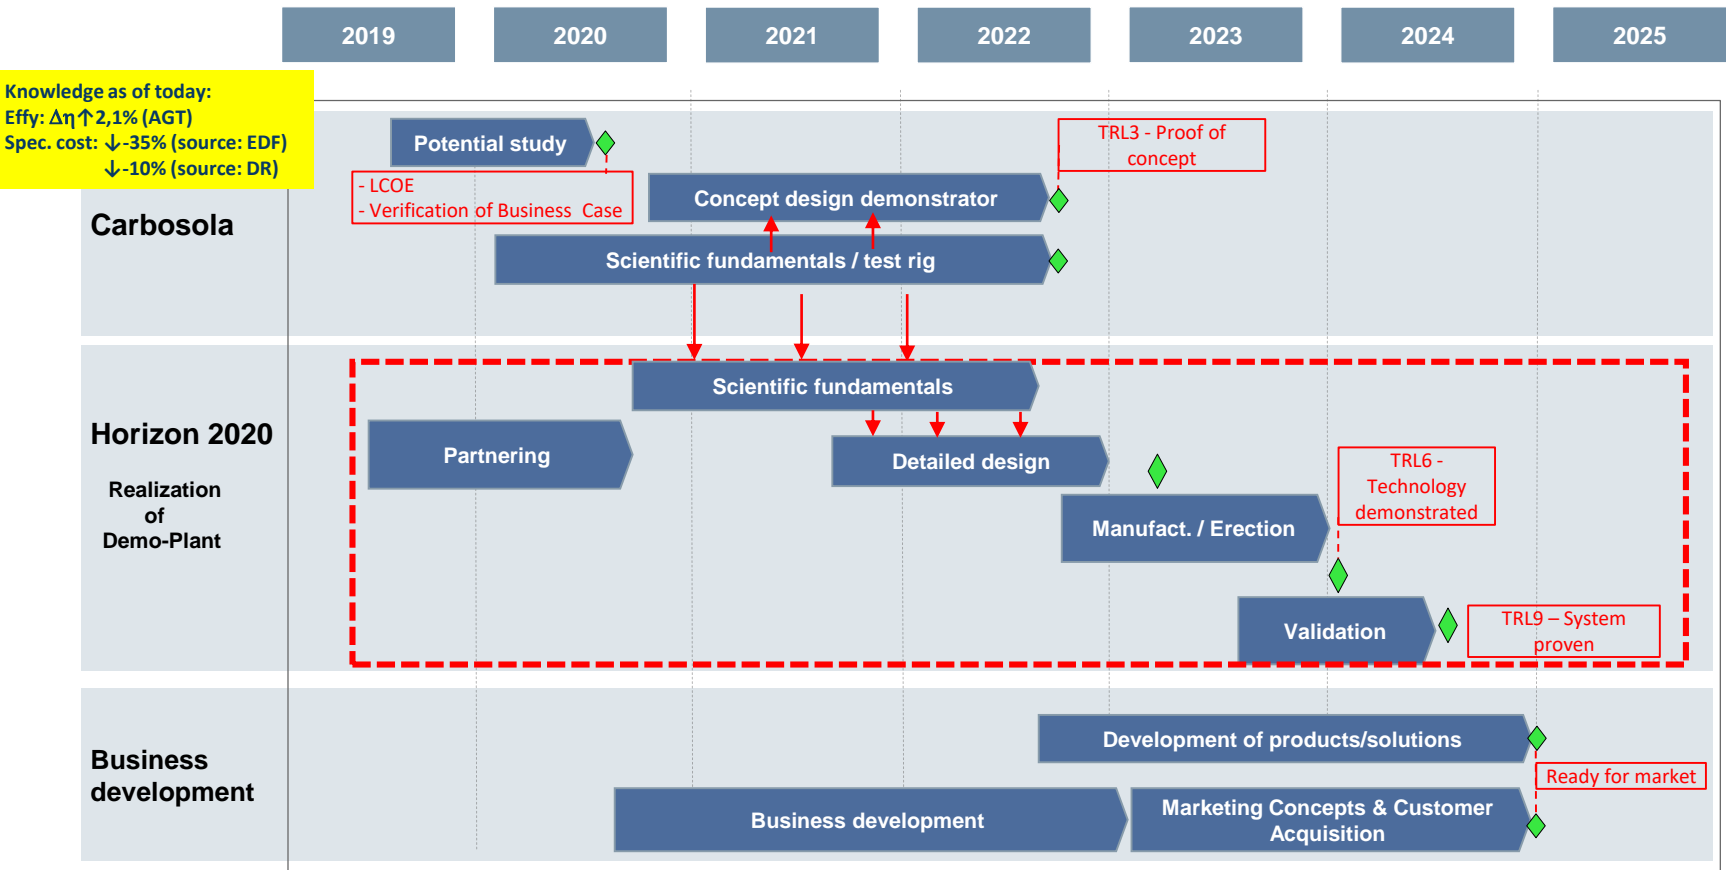 2019
2020
2021
2022
2023
2024
2025
Knowledge as of today:
Effy: Δη↑2,1% (AGT)
Spec. cost: ↓-35% (source: EDF)
↓-10% (source: DR)
Carbosola
Potential study
- LCOE
- Verification of Business Case
TRL3 - Proof of
concept
Concept design demonstrator
Scientific fundamentals / test rig
Horizon 2020
Realization
of
Demo-Plant
Scientific fundamentals
Partnering
Detailed design
TRL6 -
Technology
demonstrated
Manufact. / Erection
Validation
TRL9 – System
proven
Business
development
Development of products/solutions
Ready for market
Business development
Marketing Concepts & Customer
Acquisition